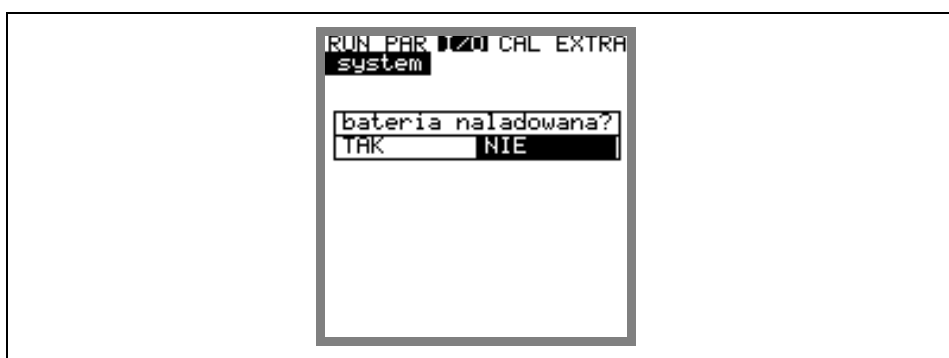 RUN PAR I/O CAL EXTRA
system
bateria naladowana?
TAK NIE